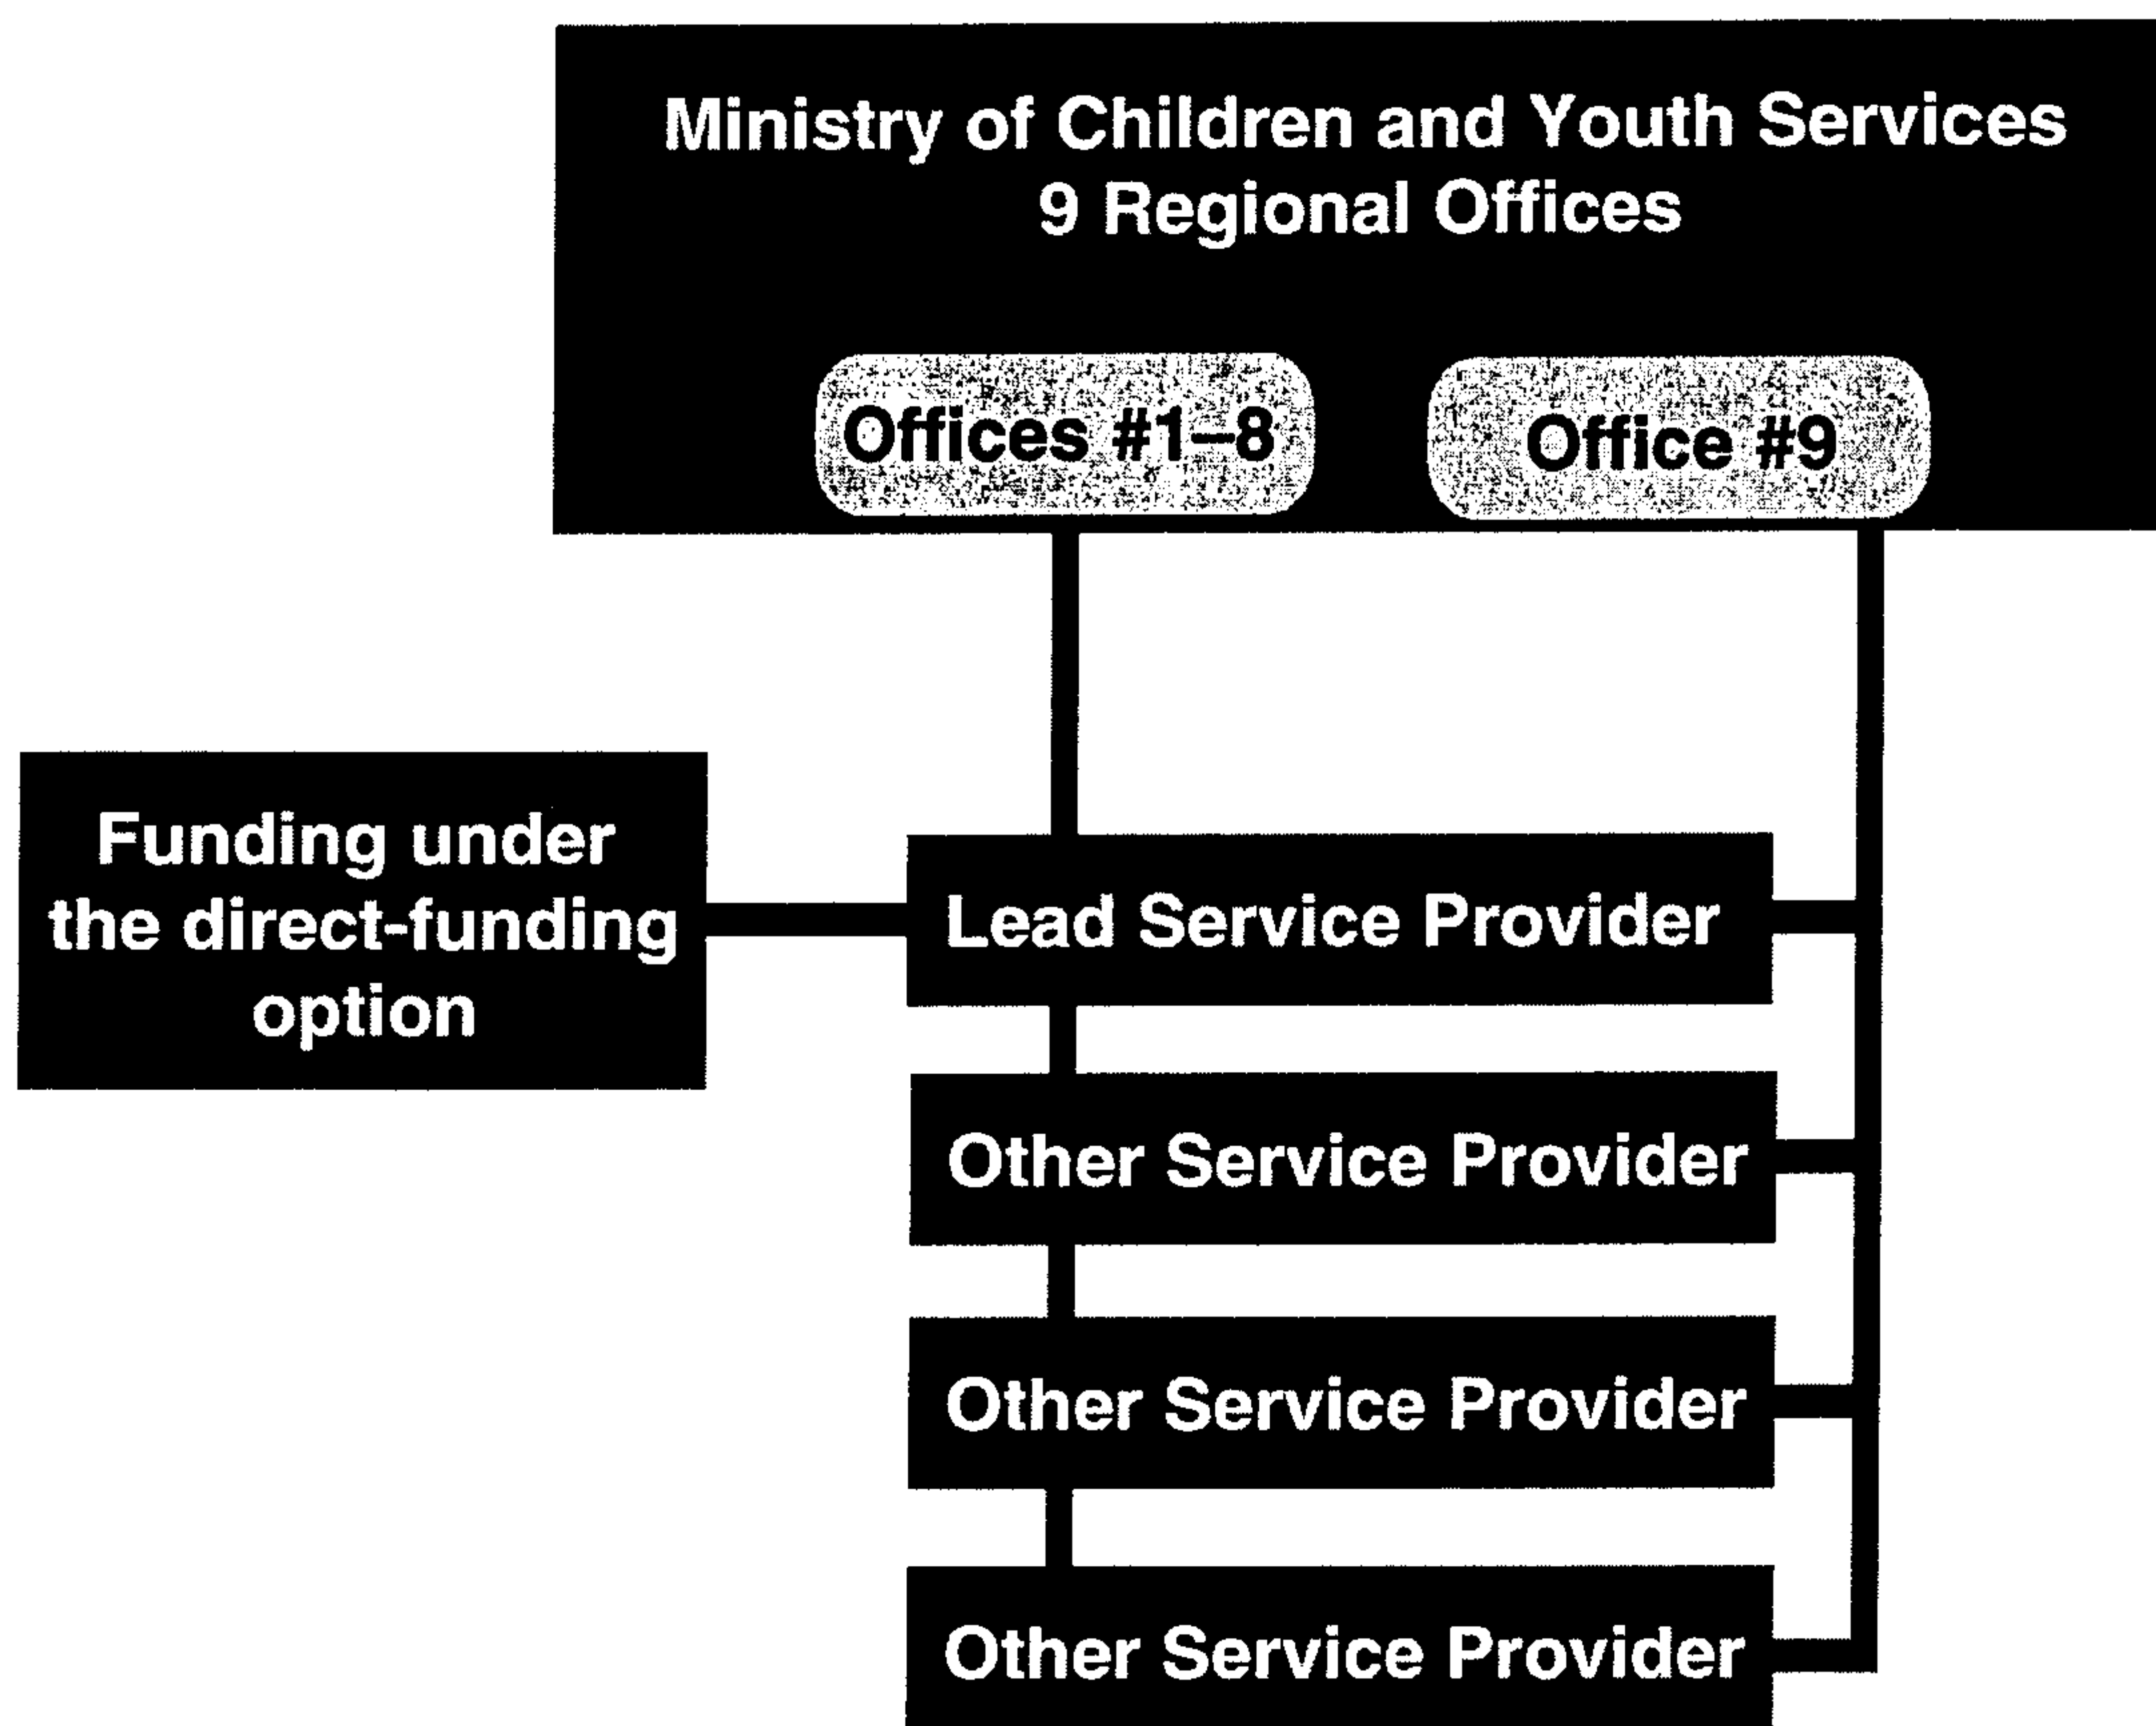 Ministry of Children and Youth Services
9 Regional Offices
Offices #1–8
Office #9
Funding under
the direct-funding
option
Lead Service Provider
Other Service Provider
Other Service Provider
Other Service Provider